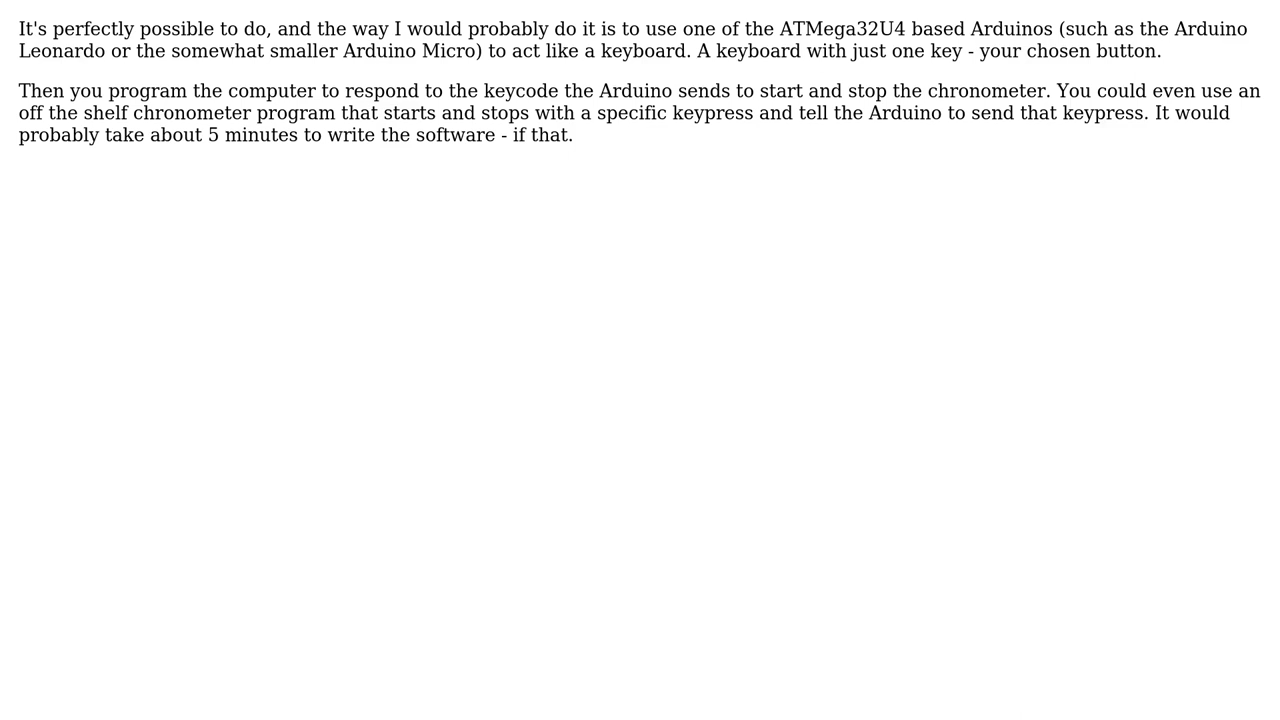 It's perfectly possible to do, and the way I would probably do it is to use one of the ATMega32U4 based Arduinos (such as the Arduino
Leonardo or the somewhat smaller Arduino Micro) to act like a keyboard. A keyboard with just one key - your chosen button.
Then you program the computer to respond to the keycode the Arduino sends to start and stop the chronometer. You could even use an
off the shelf chronometer program that starts and stops with a specific keypress and tell the Arduino to send that keypress. It would
probably take about 5 minutes to write the software - if that.